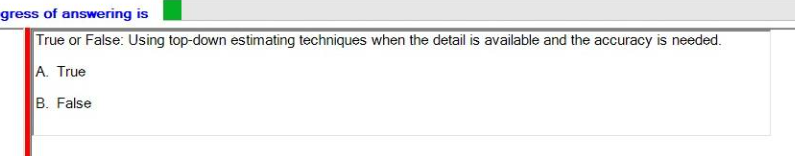 gress of answering is
True or False: Using top-down estimating techniques when the detail is available and the accuracy is needed.
A. True
B. False